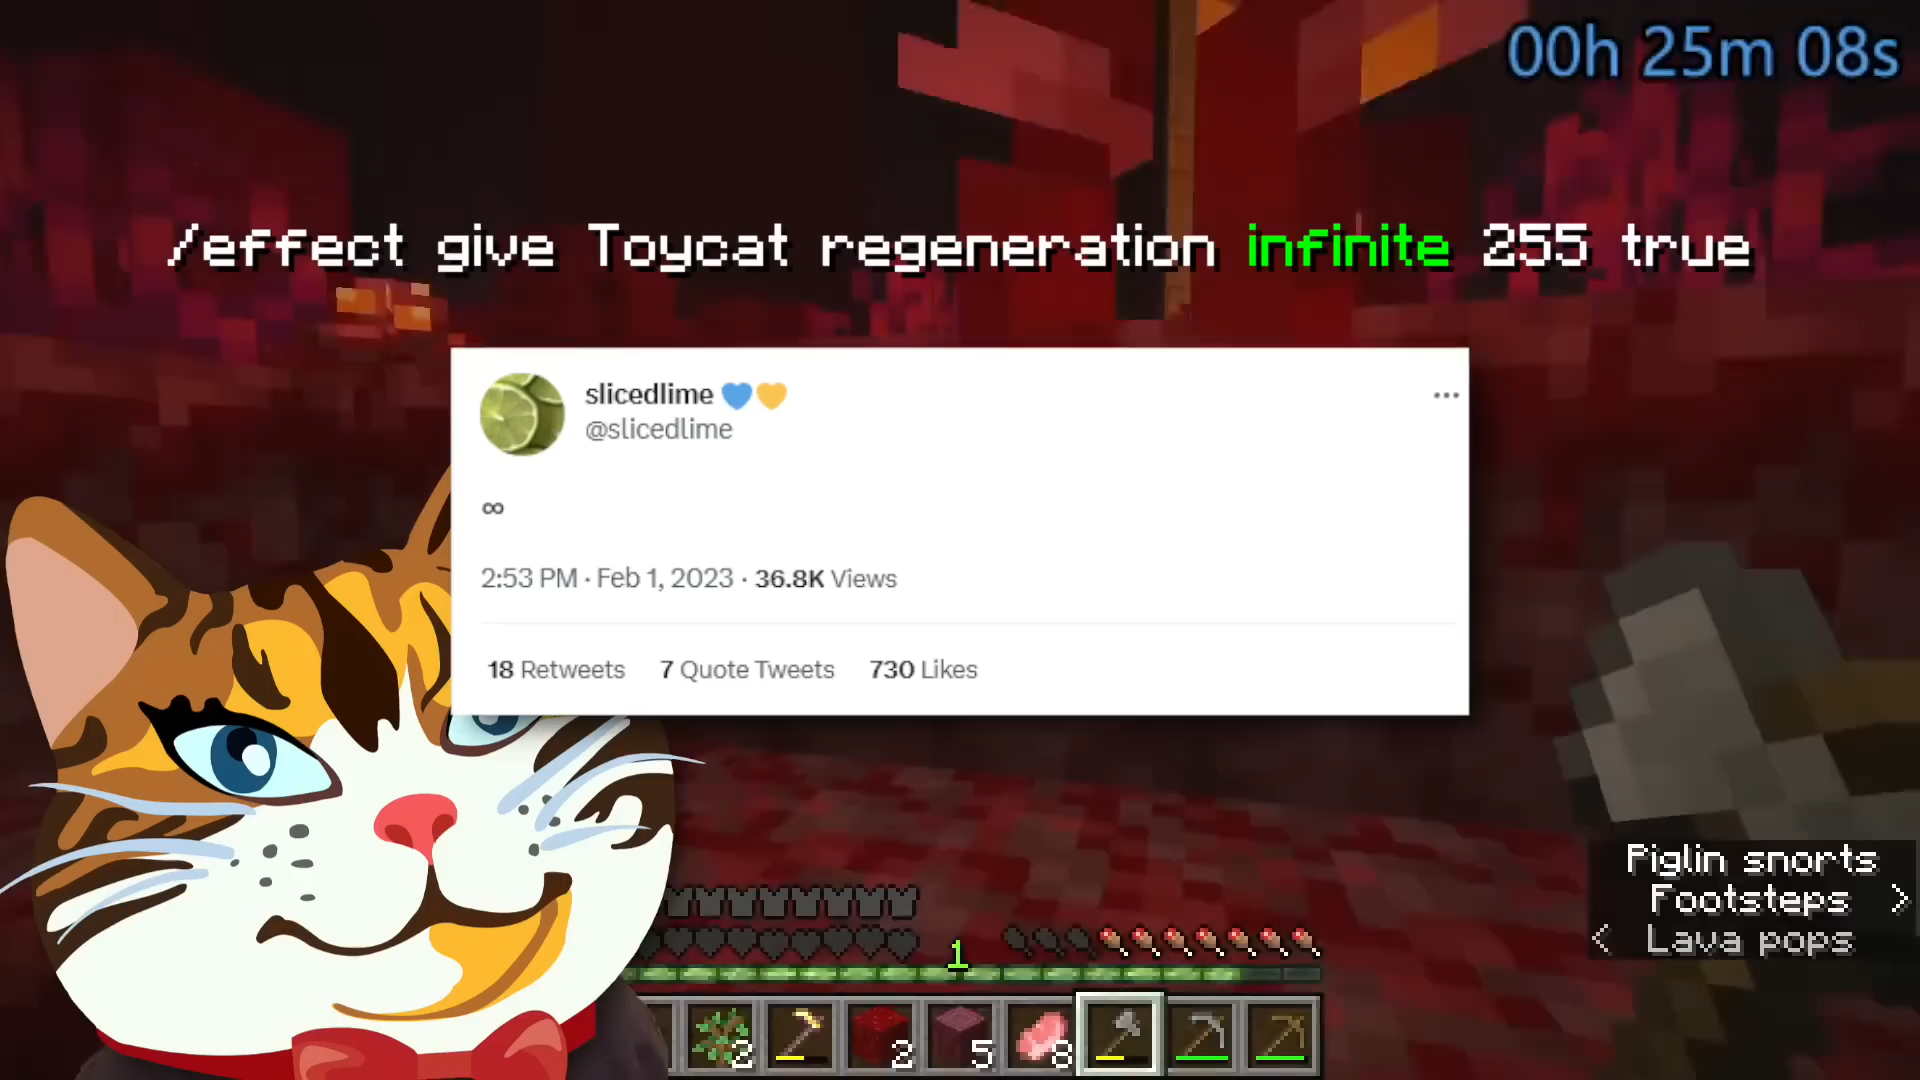 00h 25m 08s
/effect give Toycat regeneration infinite 255 true
slicedlime 💙💛
@slicedlime
∞
2:53 PM · Feb 1, 2023 · 36.8K Views
18 Retweets 7 Quote Tweets 730 Likes
Piglin snorts
Footsteps >
< Lava pops
1
2
2
5
8